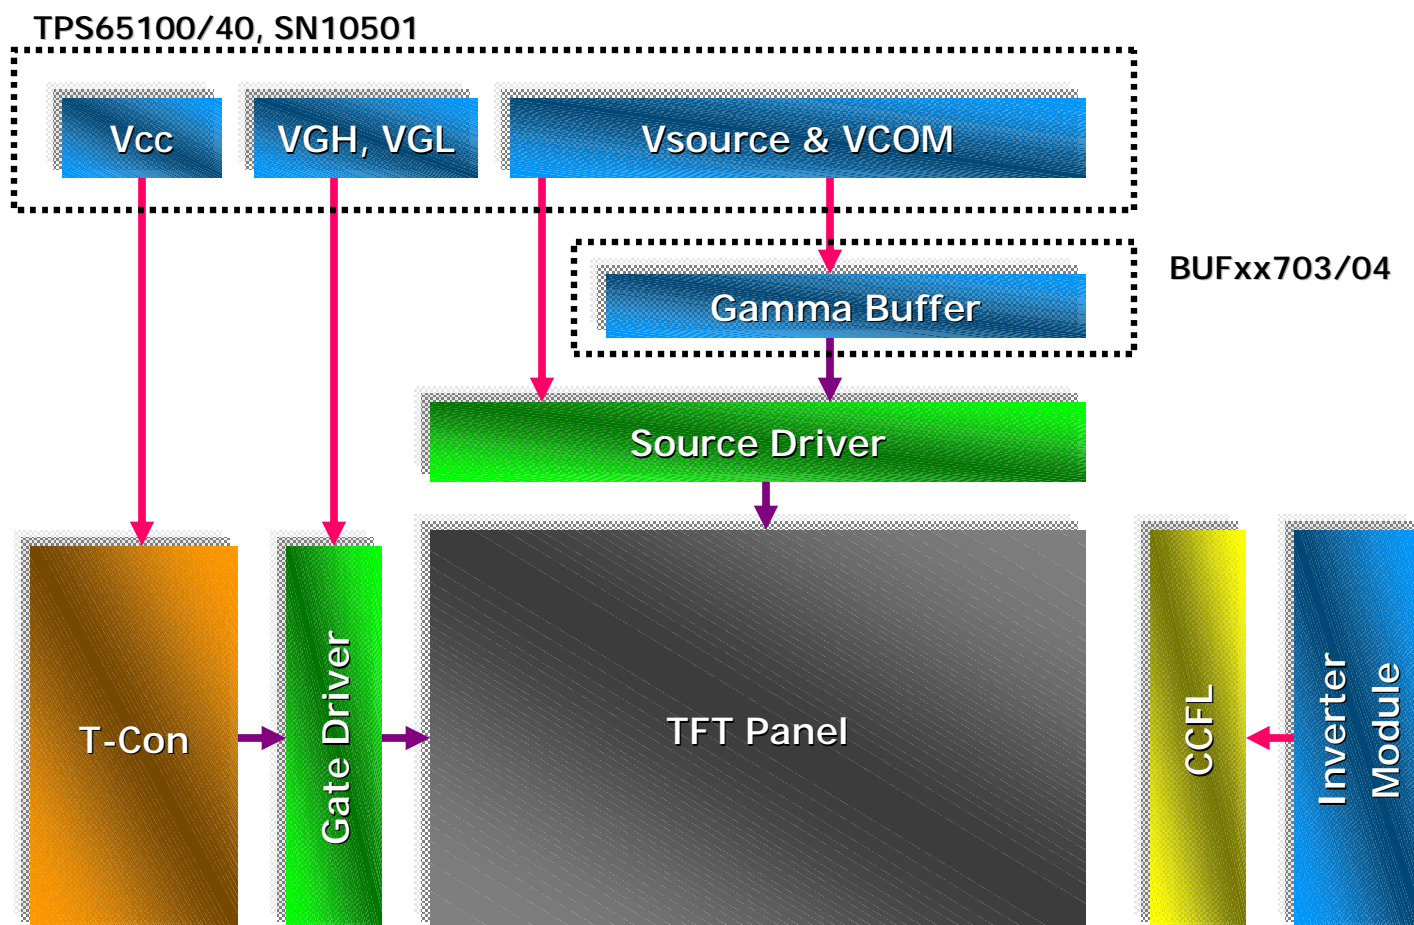 TPS65100/40, SN10501
Vcc
VGH, VGL
Vsource & VCOM
BUFxx703/04
Gamma Buffer
Source Driver
T-Con
Gate Driver
TFT Panel
CCFL
Inverter
Module